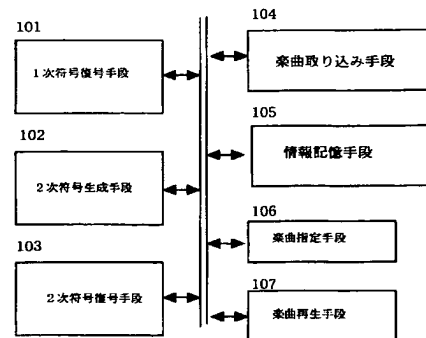 101
1次符号復号手段
102
2次符号生成手段
103
2次符号復号手段
104
楽曲取り込み手段
105
情報記憶手段
106
楽曲指定手段
107
楽曲再生手段